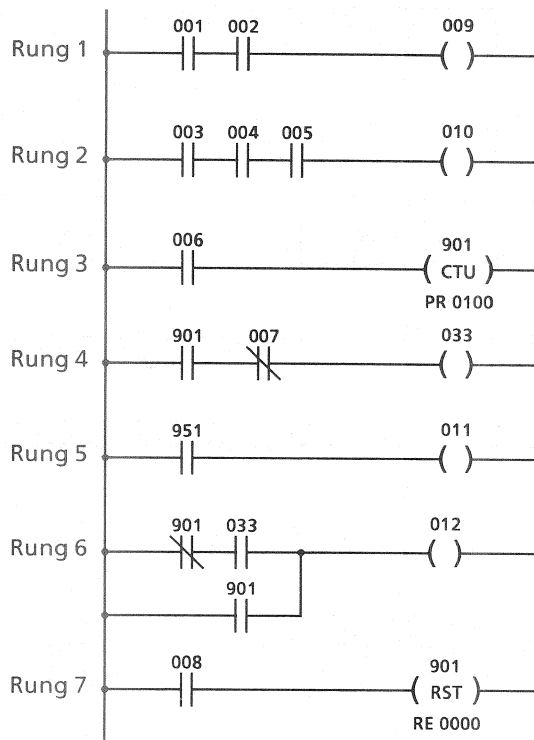 001 002 009
Rung 1
003 004 005 010
Rung 2
006 901
Rung 3 CTU
PR 0100
901 007 033
Rung 4
951 011
Rung 5
901 033 012
Rung 6
901
008 901
Rung 7 RST
RE 0000